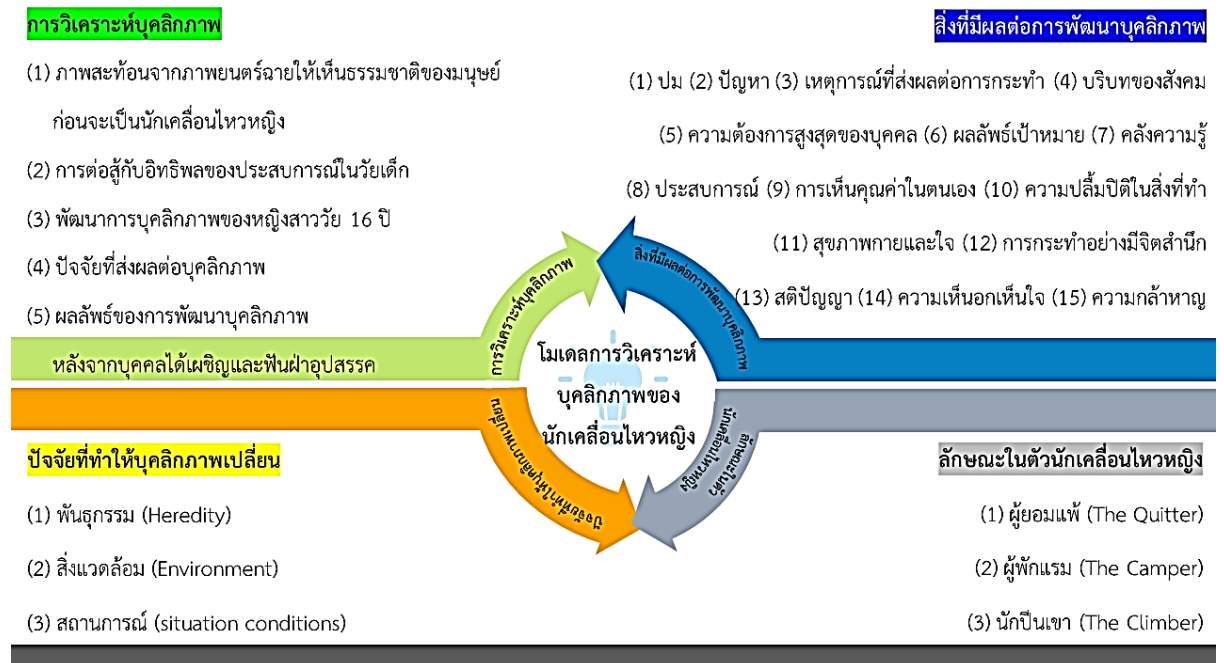 การวิเคราะห์บุคลิกภาพ
(1) ภาพสะท้อนจากภาพยนตร์ฉายให้เห็นธรรมชาติของมนุษย์
ก่อนจะเป็นนักเคลื่อนไหวหญิง
(2) การต่อสู้กับอิทธิพลของประสบการณ์ในวัยเด็ก
(3) พัฒนาการบุคลิกภาพของหญิงสาววัย 16 ปี
(4) ปัจจัยที่ส่งผลต่อบุคลิกภาพ
(5) ผลลัพธ์ของการพัฒนาบุคลิกภาพ
หลังจากบุคคลได้เผชิญและฟันฝ่าอุปสรรค
สิ่งที่มีผลต่อการพัฒนาบุคลิกภาพ
(1) ปม (2) ปัญหา (3) เหตุการณ์ที่ส่งผลต่อการกระทำ (4) บริบทของสังคม
(5) ความต้องการสูงสุดของบุคคล (6) ผลลัพธ์เป้าหมาย (7) คลังความรู้
(8) ประสบการณ์ (9) การเห็นคุณค่าในตนเอง (10) ความปลื้มปิติในสิ่งที่ทำ
(11) สุขภาพกายและใจ (12) การกระทำอย่างมีจิตสำนึก
(13) สติปัญญา (14) ความเห็นอกเห็นใจ (15) ความกล้าหาญ
การวิเคราะห์บุคลิกภาพ
สิ่งที่มีผลต่อการพัฒนาบุคลิกภาพ
โมเดลการวิเคราะห์
บุคลิกภาพของ
นักเคลื่อนไหวหญิง
ปัจจัยที่ทำให้บุคลิกภาพเปลี่ยน
ลักษณะในตัว
นักเคลื่อนไหวหญิง
ปัจจัยที่ทำให้บุคลิกภาพเปลี่ยน
(1) พันธุกรรม (Heredity)
(2) สิ่งแวดล้อม (Environment)
(3) สถานการณ์ (situation conditions)
ลักษณะในตัวนักเคลื่อนไหวหญิง
(1) ผู้ยอมแพ้ (The Quitter)
(2) ผู้พักแรม (The Camper)
(3) นักปีนเขา (The Climber)